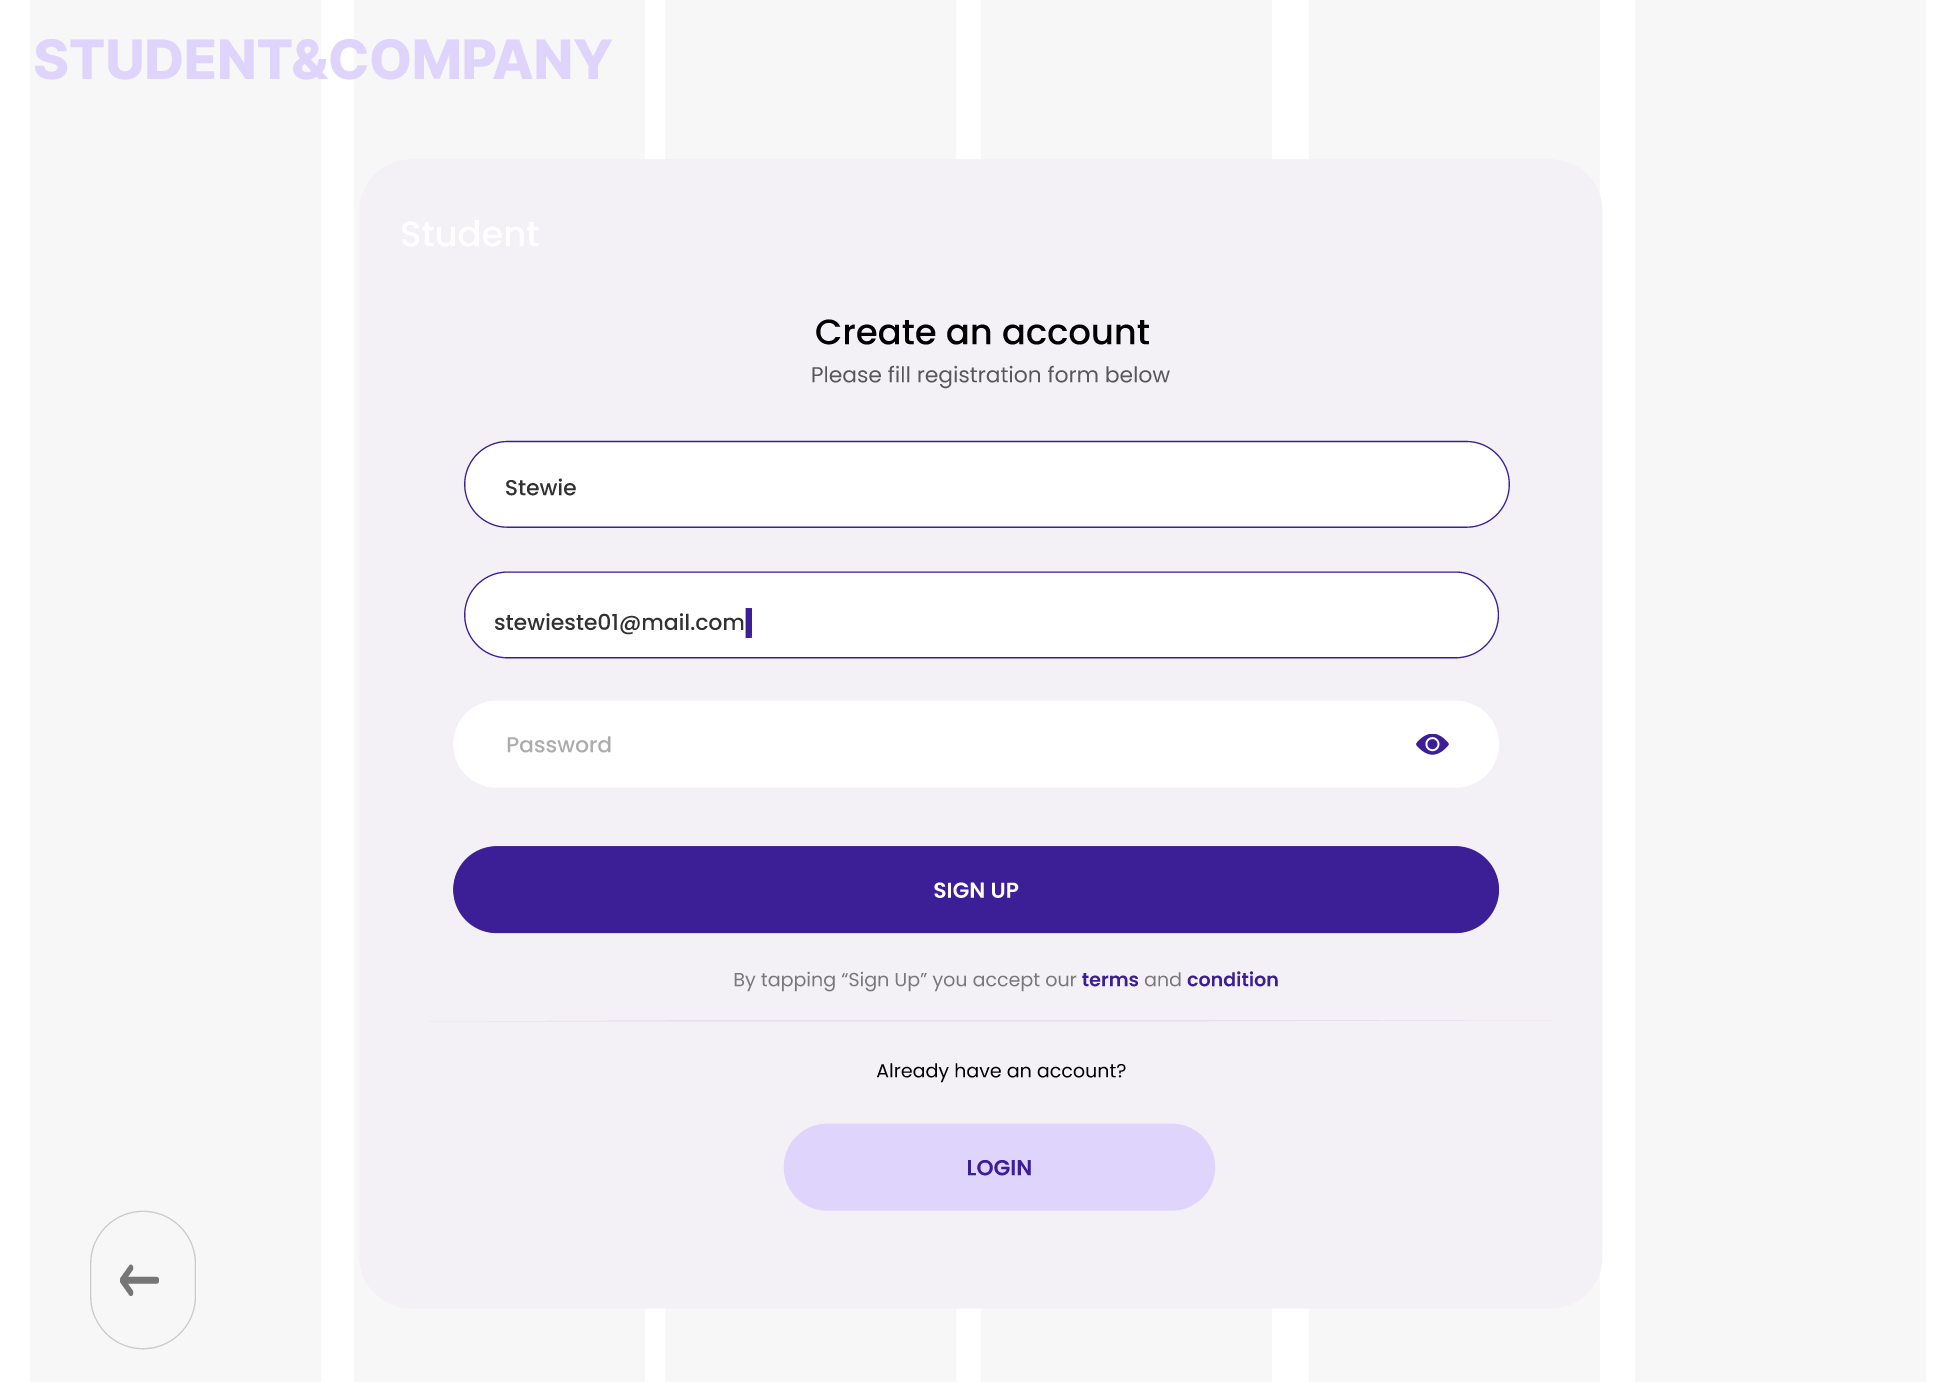 STUDENT&COMPANY
Student
Create an account
Please fill registration form below
Stewie
stewieste01@mail.com
Password
SIGN UP
By tapping “Sign Up” you accept our terms and condition
Already have an account?
LOGIN